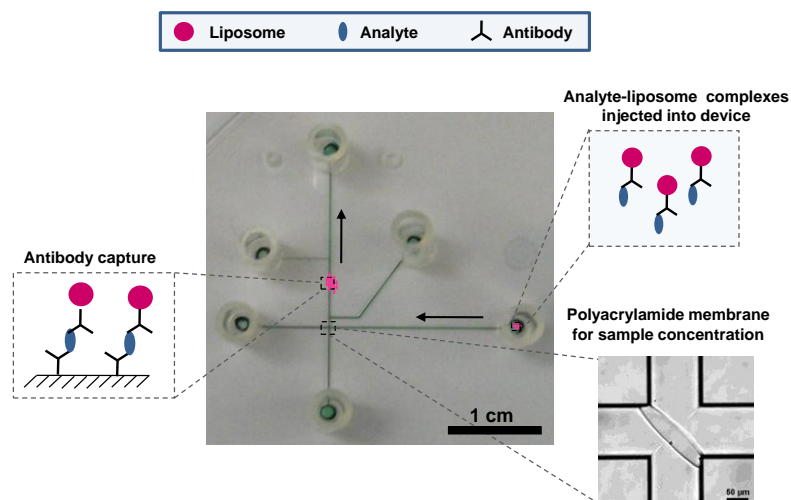 Liposome
Analyte
Antibody
Analyte-liposome complexes
injected into device
Antibody capture
Polyacrylamide membrane
for sample concentration
1 cm
50 µm